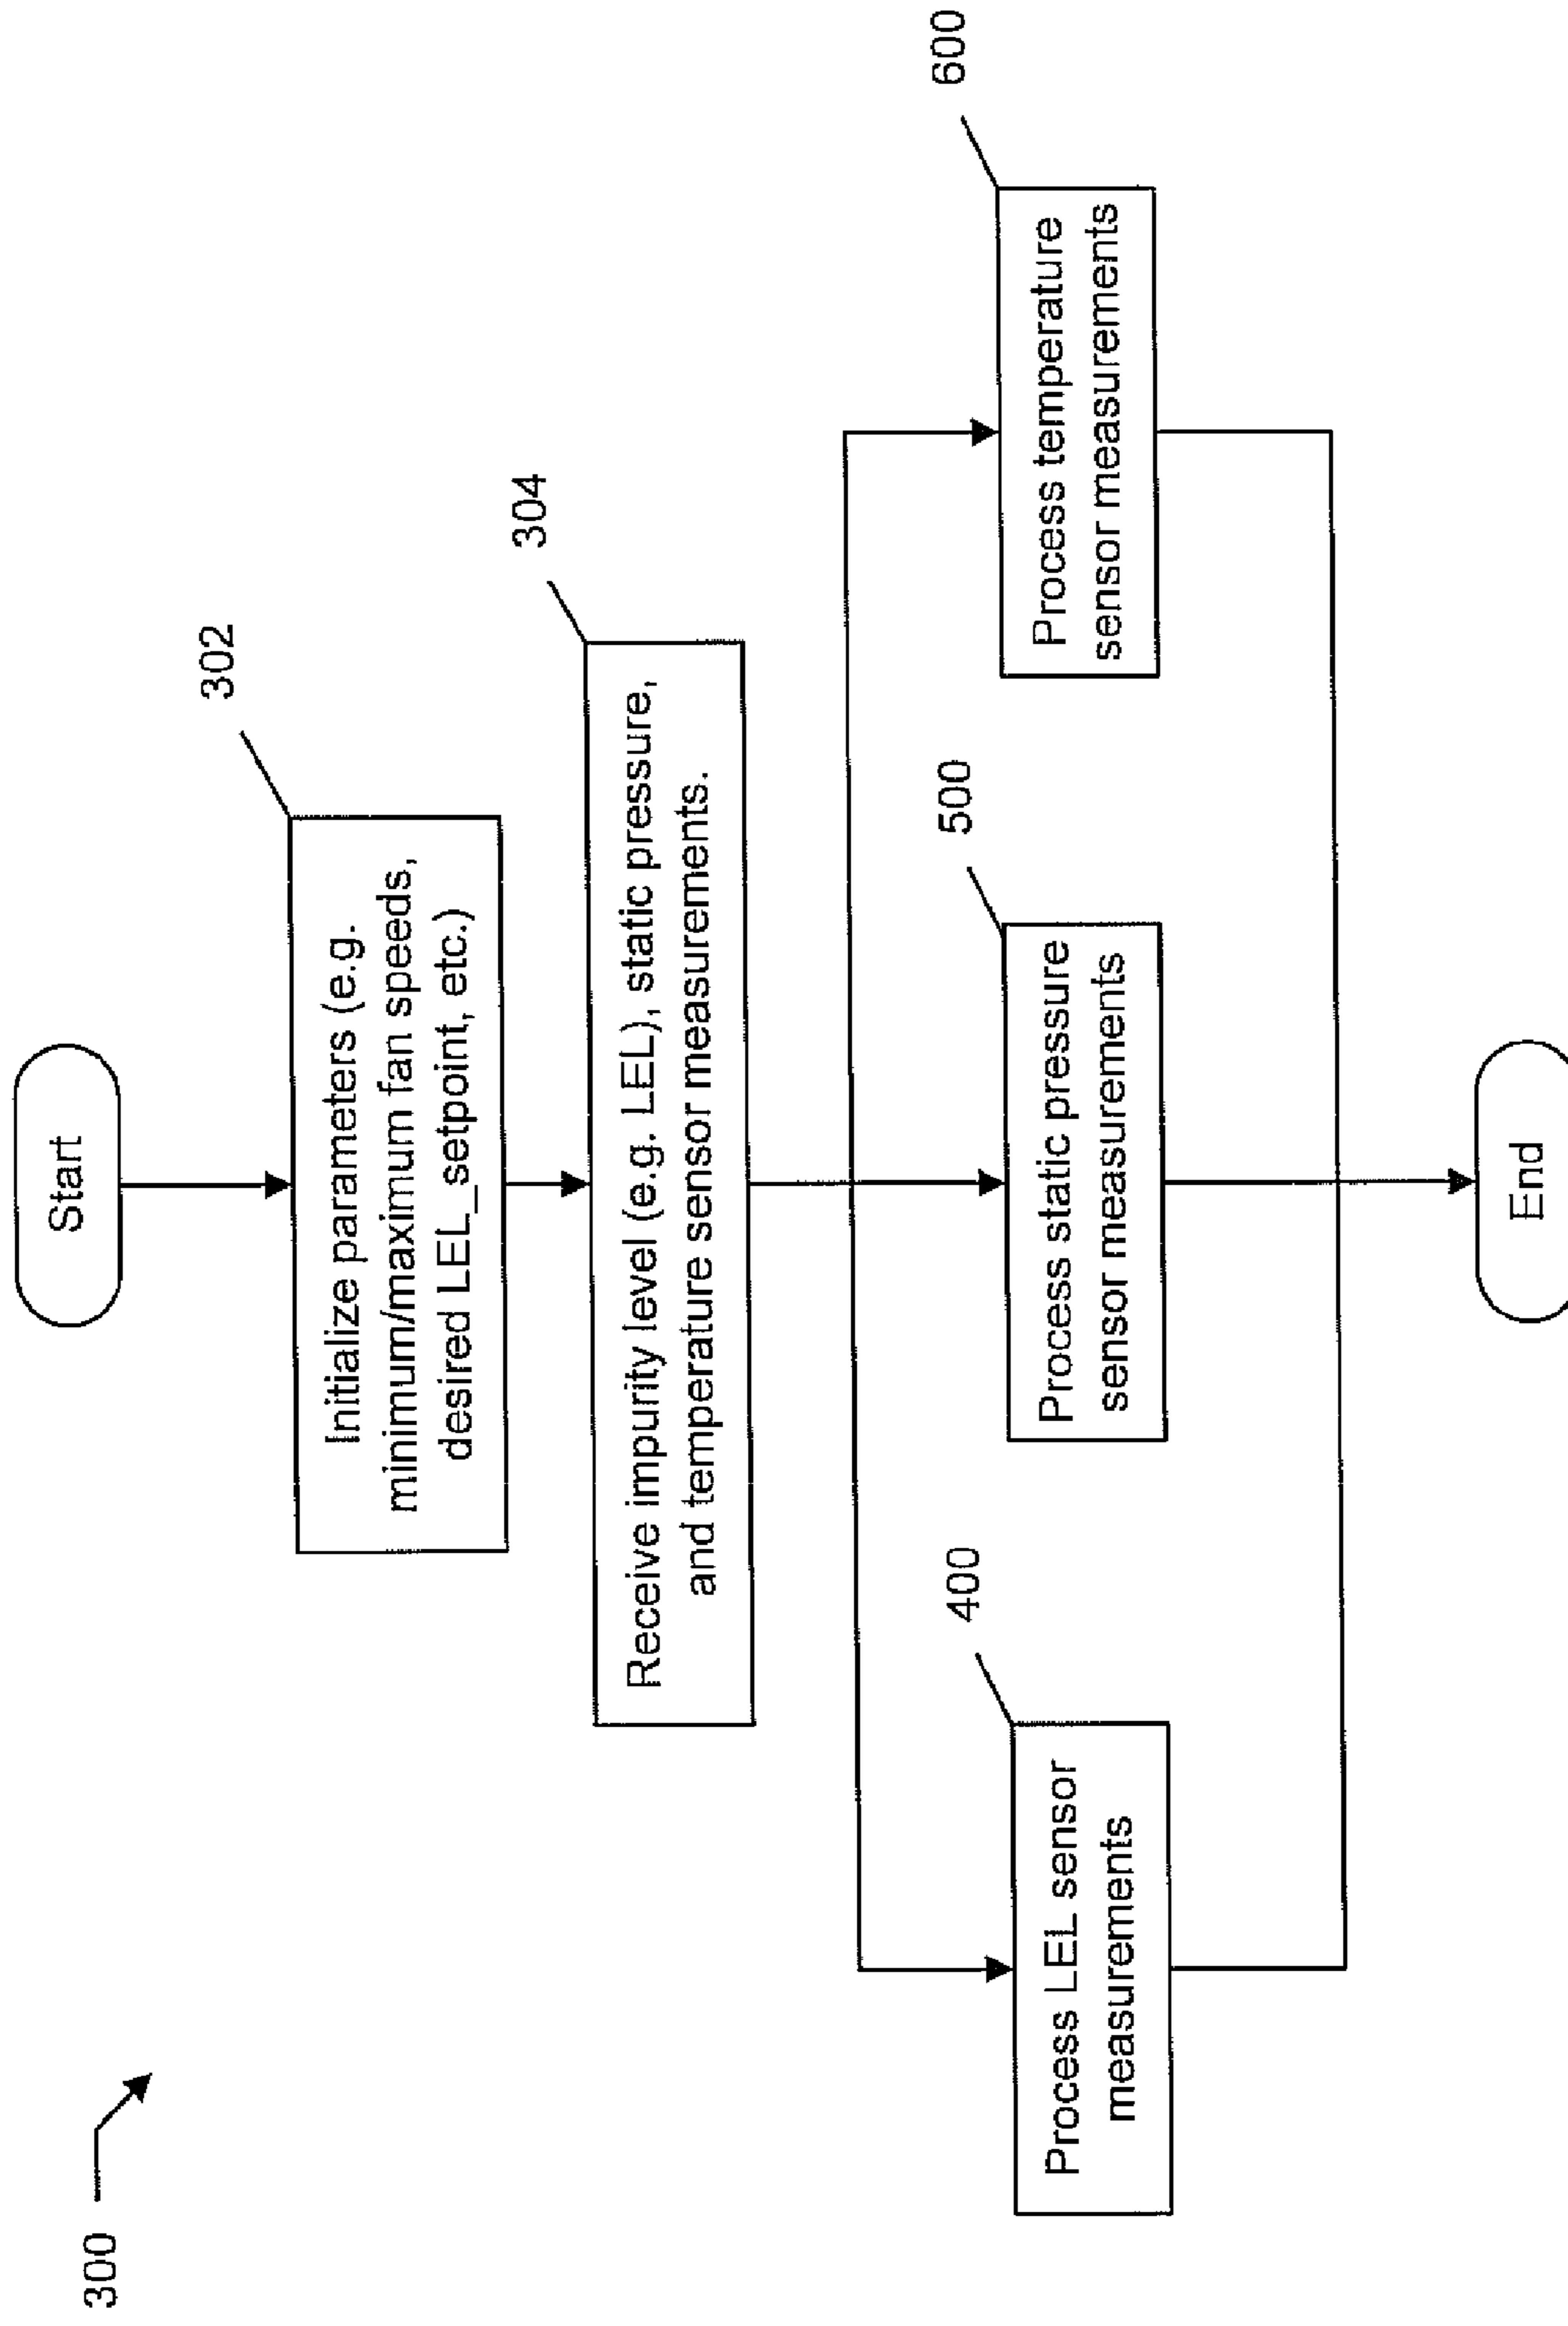 300
Start
302
Initialize parameters (e.g.
minimum/maximum fan speeds,
desired LEL_setpoint, etc.)
304
Receive impurity level (e.g. LEL), static pressure,
and temperature sensor measurements.
400
Process LEL sensor
measurements
500
Process static pressure
sensor measurements
600
Process temperature
sensor measurements
End